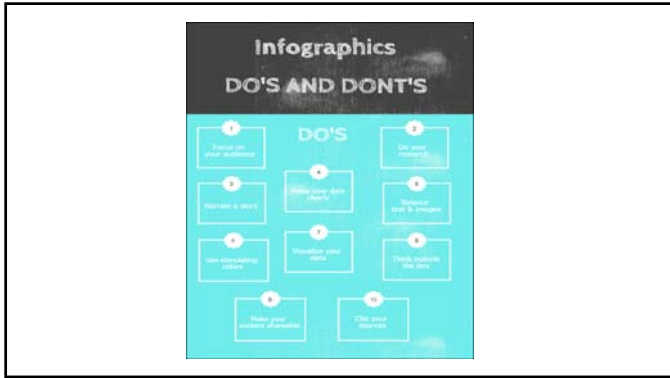 Infographics
DO'S AND DONT'S
DO'S
1
Focus on
your audience
2
Do your
research
3
Narrate a story
4
your data
clearly
5
Balance
text & images
6
Use stimulating
colors
7
Visualize your
data
8
Think outside
the box
9
Make your
content shareable
10
Cite your
sources